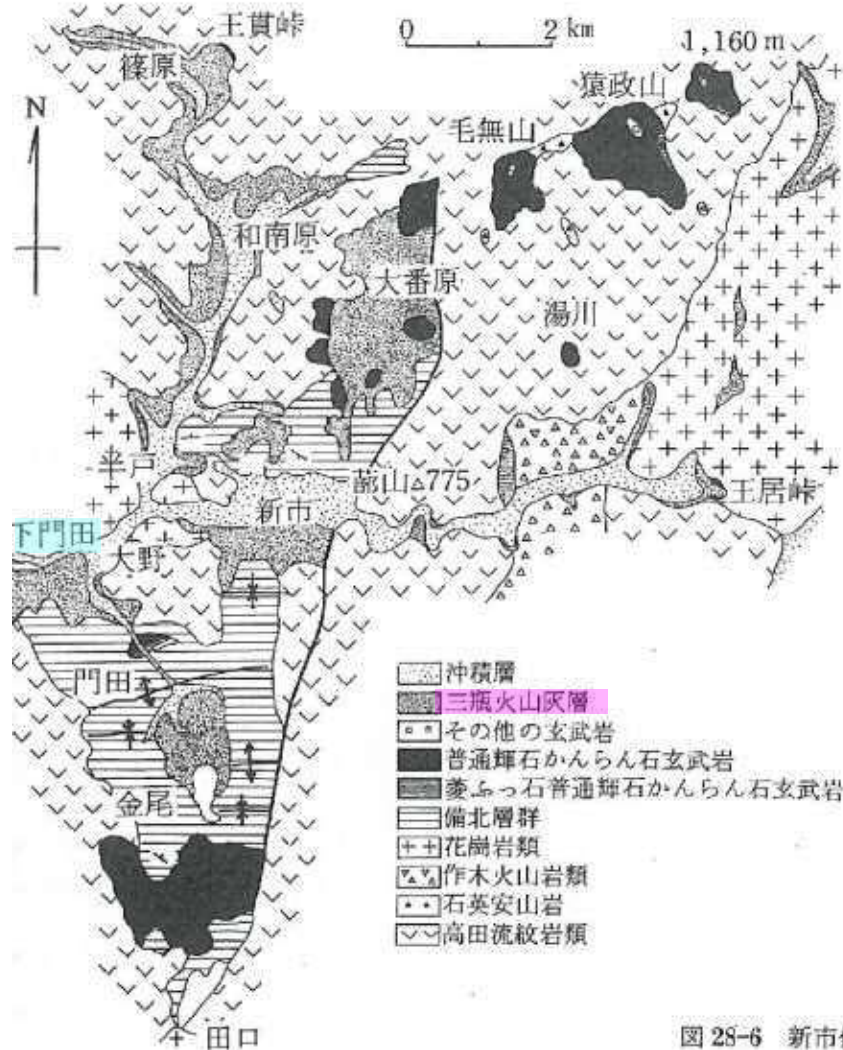 王貫峠
篠原
0 2 km
1,160 m
猿政山
N
毛無山
和南原
大番原
湯川
半戸
蔀山△775
新市
王居峠
下門田
大野
門田
金尾
田口
沖積層
三瓶火山灰層
その他の玄武岩
普通輝石かんらん石玄武岩
菱ふっ石普通輝石かんらん石玄武岩
備北層群
花崗岩類
作木火山岩類
石英安山岩
高田流紋岩類
図 28-6 新市